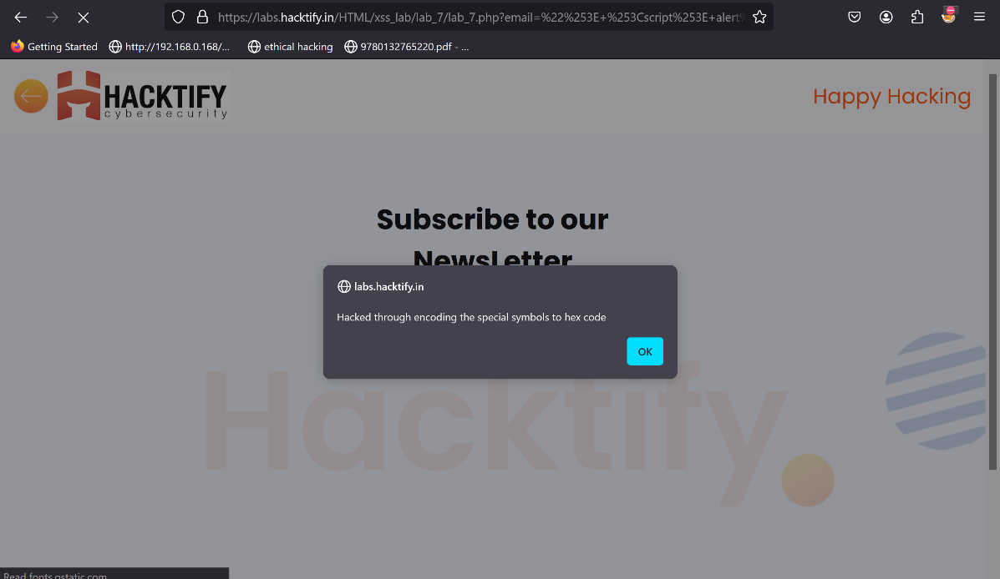 https://labs.hacktify.in/HTML/xss_lab/lab_7/lab_7.php?email=%22%253E+%253Cscript%253E+alert%
Getting Started
http://192.168.0.168/...
ethical hacking
9780132765220.pdf - ...
HACKTIFY
cybersecurity
Happy Hacking
Subscribe to our
NewsLetter
labs.hacktify.in
Hacked through encoding the special symbols to hex code
OK
Hacktify
Read fonts.gstatic.com